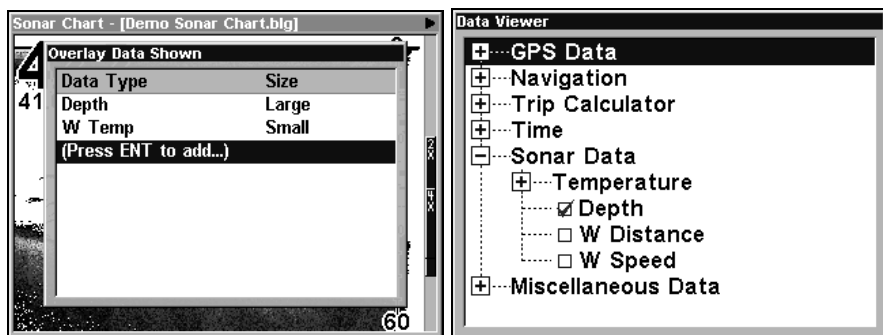 Sonar Chart - [Demo Sonar Chart.blg]
Overlay Data Shown
Data Type Size
Depth Large
W Temp Small
(Press ENT to add...)
4
41
60
Data Viewer
GPS Data
Navigation
Trip Calculator
Time
Sonar Data
Temperature
Depth
W Distance
W Speed
Miscellaneous Data